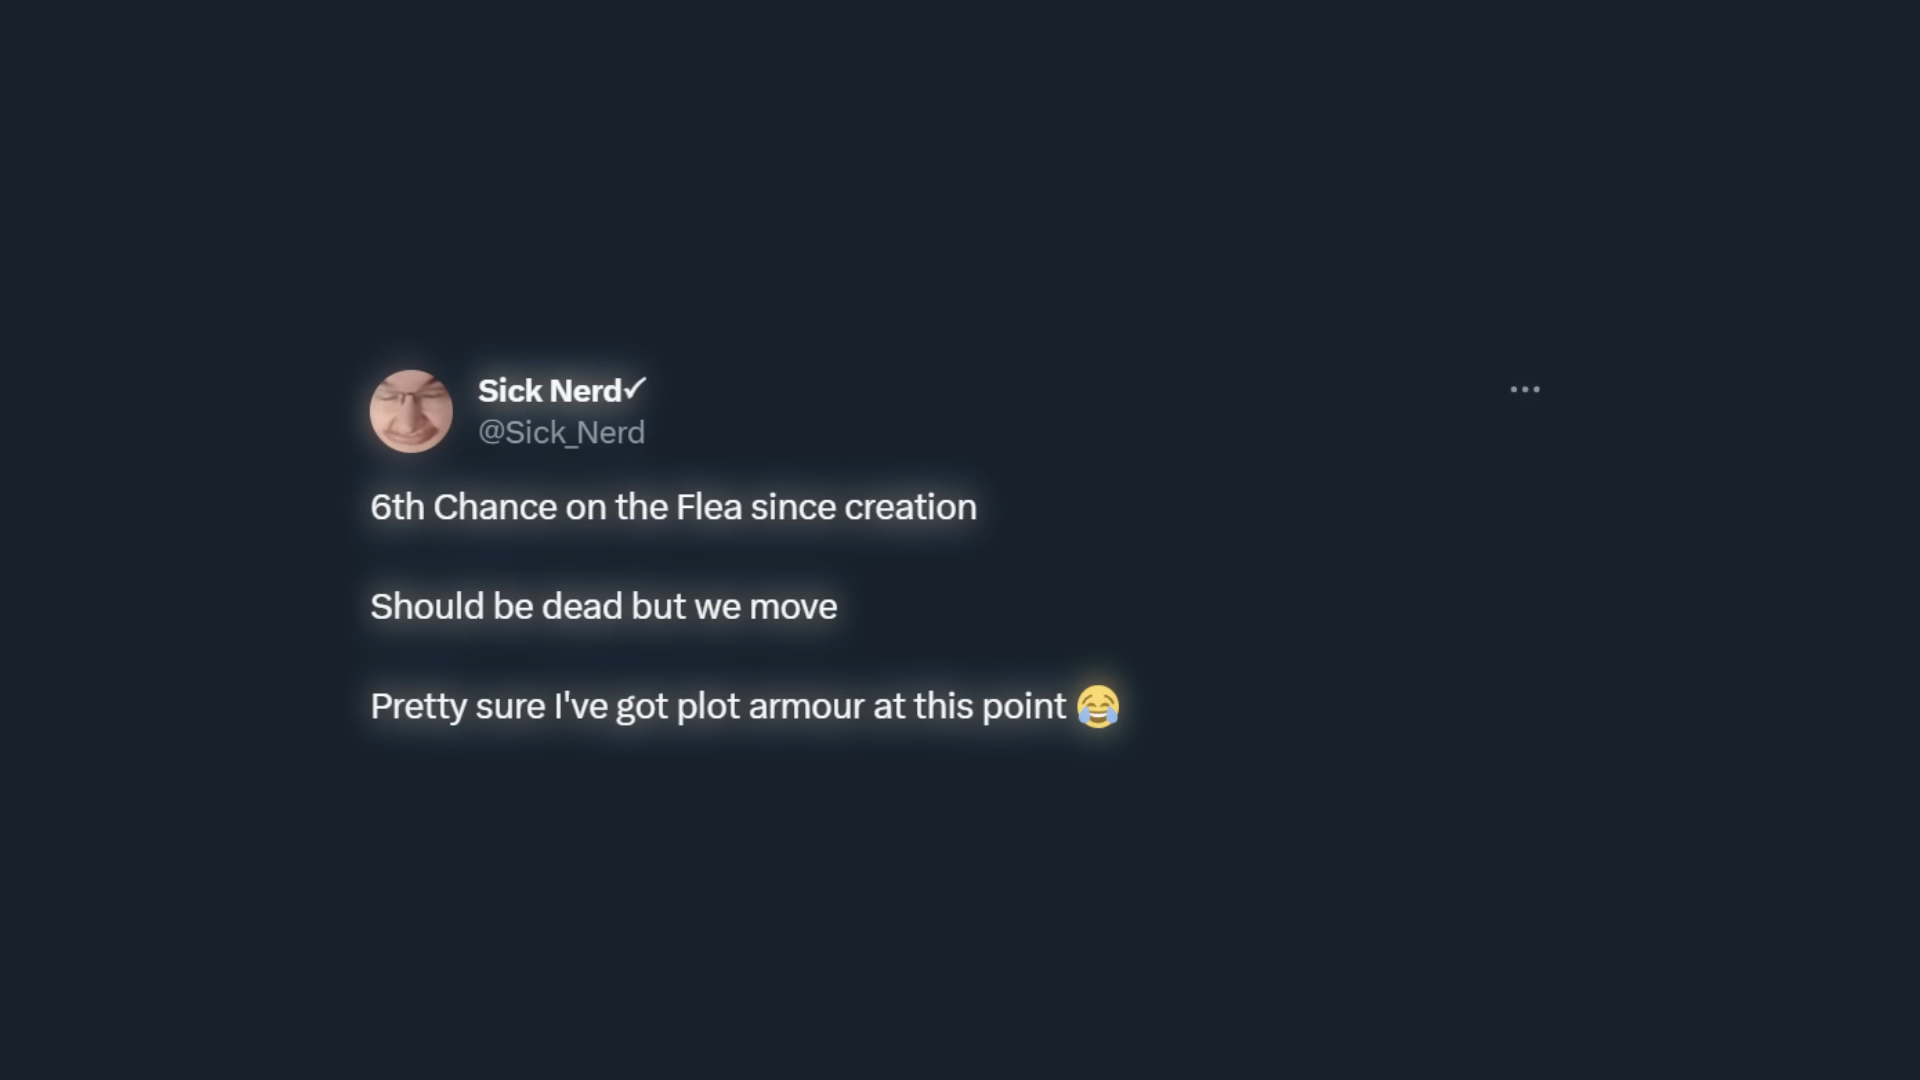 Sick Nerd✓
@Sick_Nerd
6th Chance on the Flea since creation
Should be dead but we move
Pretty sure I've got plot armour at this point 😂